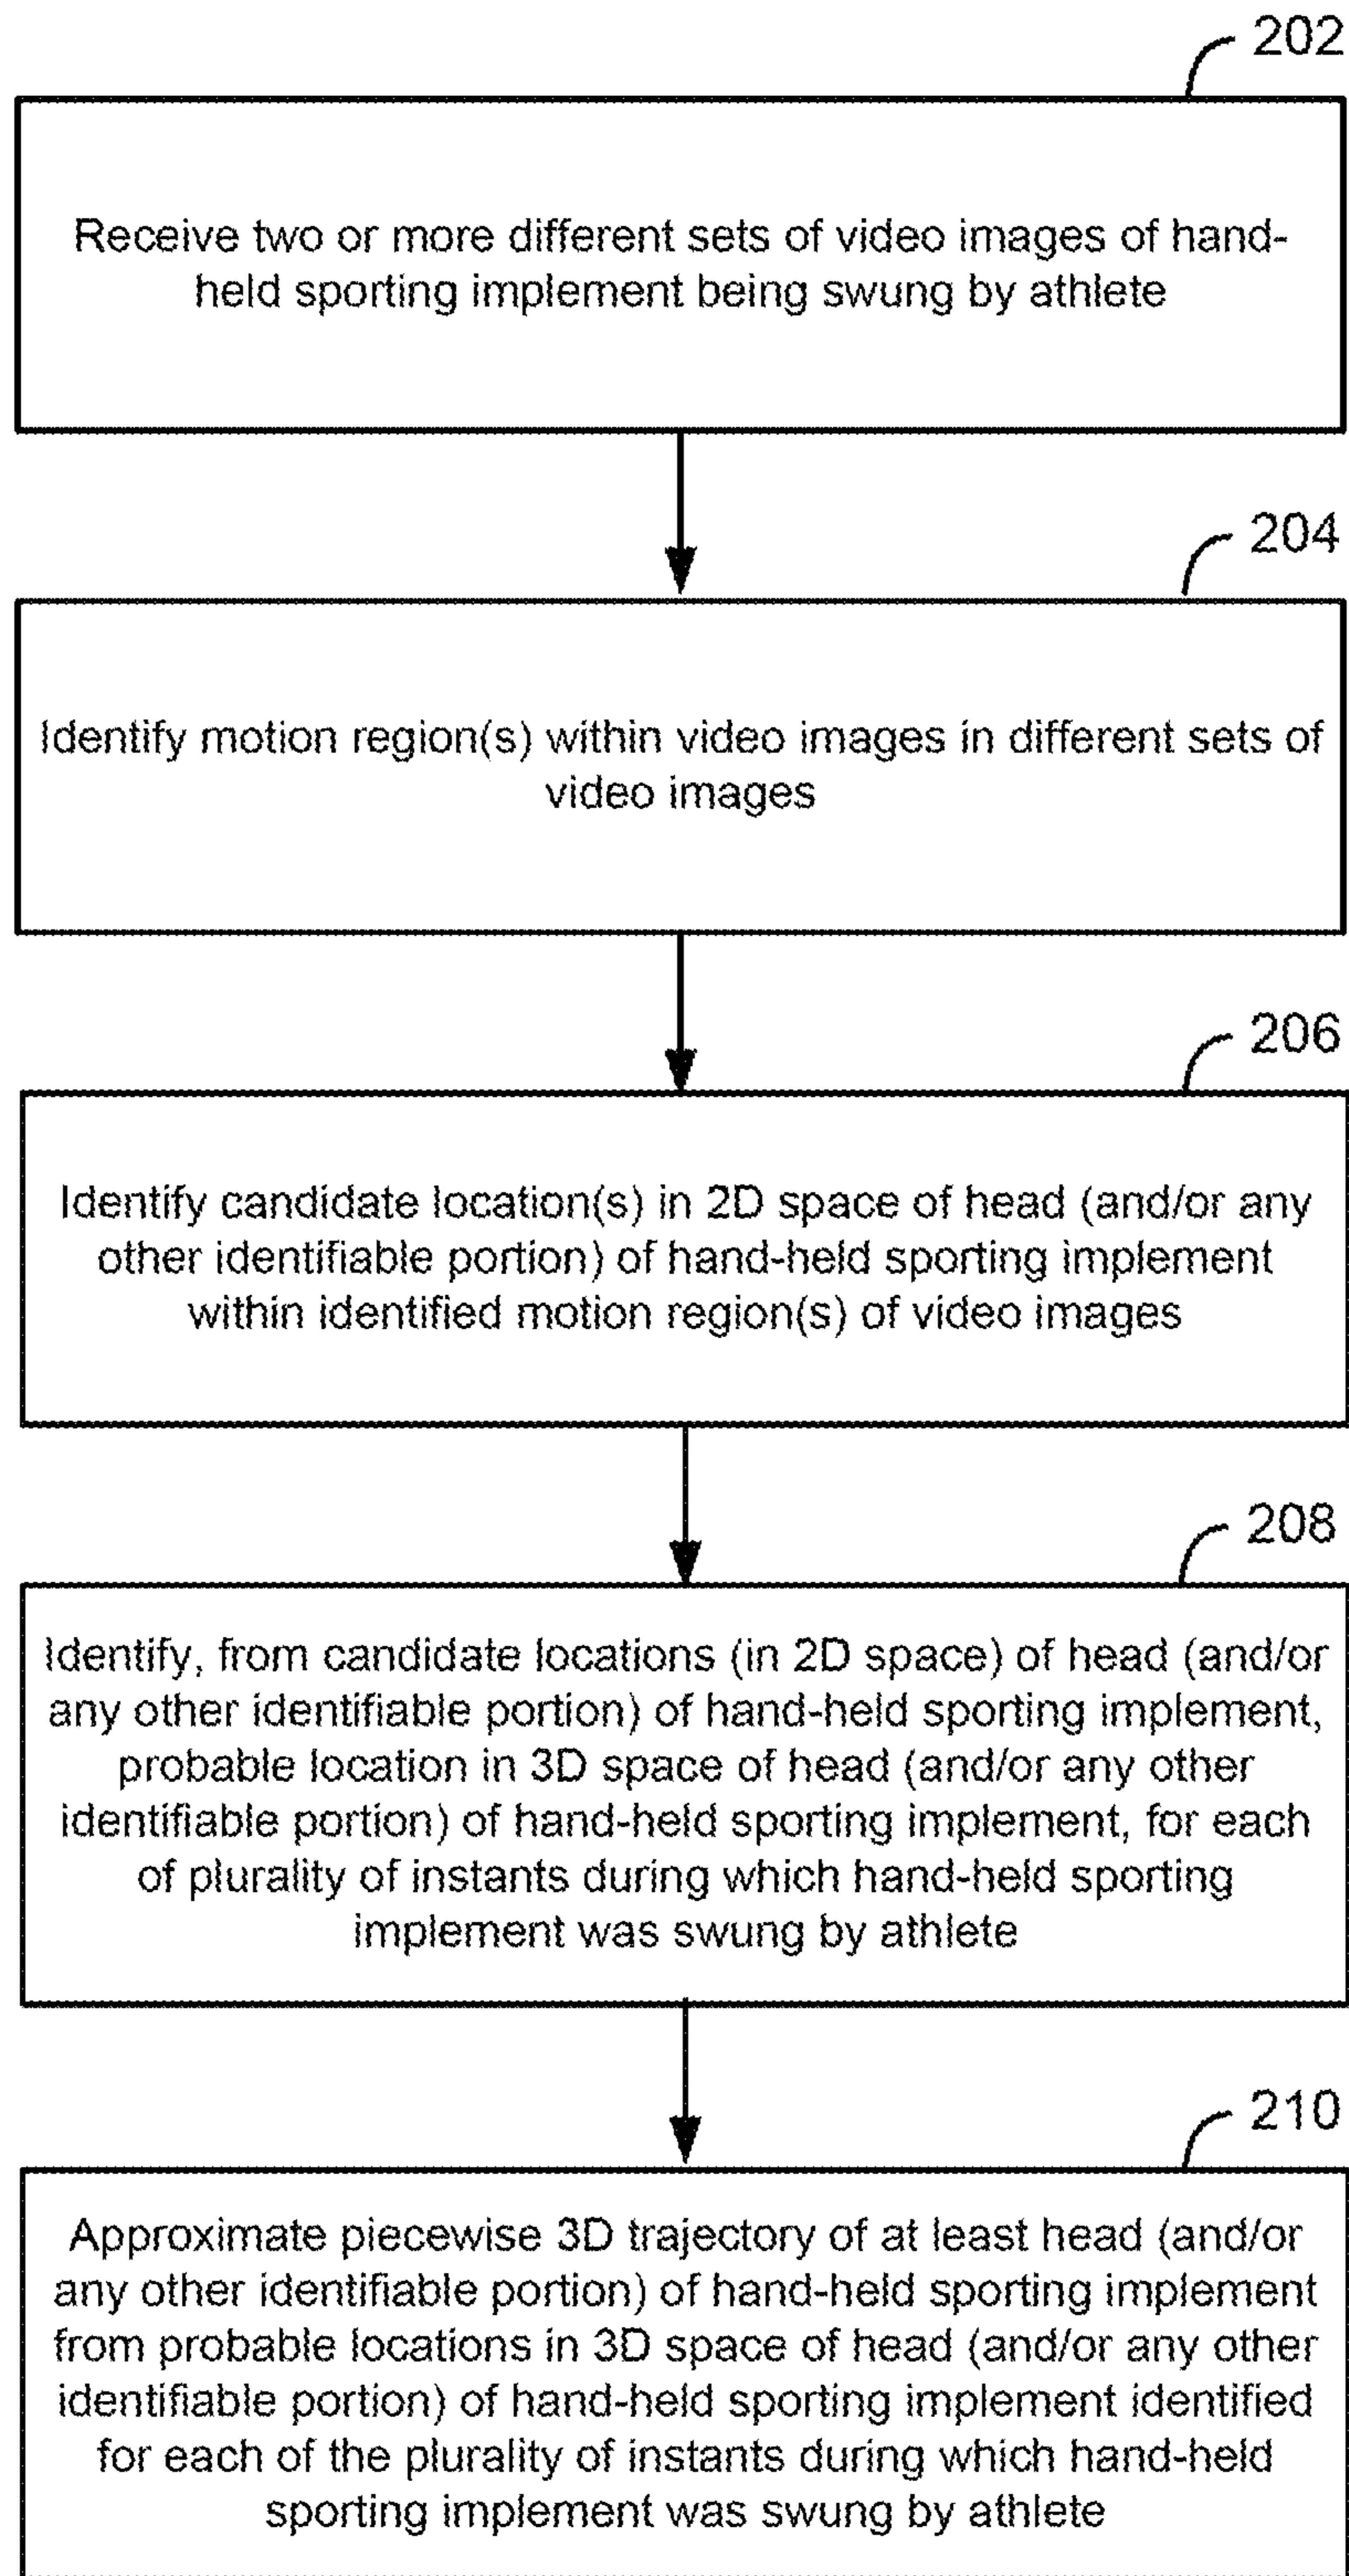 202
Receive two or more different sets of video images of hand-
held sporting implement being swung by athlete
204
Identify motion region(s) within video images in different sets of
video images
206
Identify candidate location(s) in 2D space of head (and/or any
other identifiable portion) of hand-held sporting implement
within identified motion region(s) of video images
208
Identify, from candidate locations (in 2D space) of head (and/or
any other identifiable portion) of hand-held sporting implement,
probable location in 3D space of head (and/or any other
identifiable portion) of hand-held sporting implement, for each
of plurality of instants during which hand-held sporting
implement was swung by athlete
210
Approximate piecewise 3D trajectory of at least head (and/or
any other identifiable portion) of hand-held sporting implement
from probable locations in 3D space of head (and/or any other
identifiable portion) of hand-held sporting implement identified
for each of the plurality of instants during which hand-held
sporting implement was swung by athlete